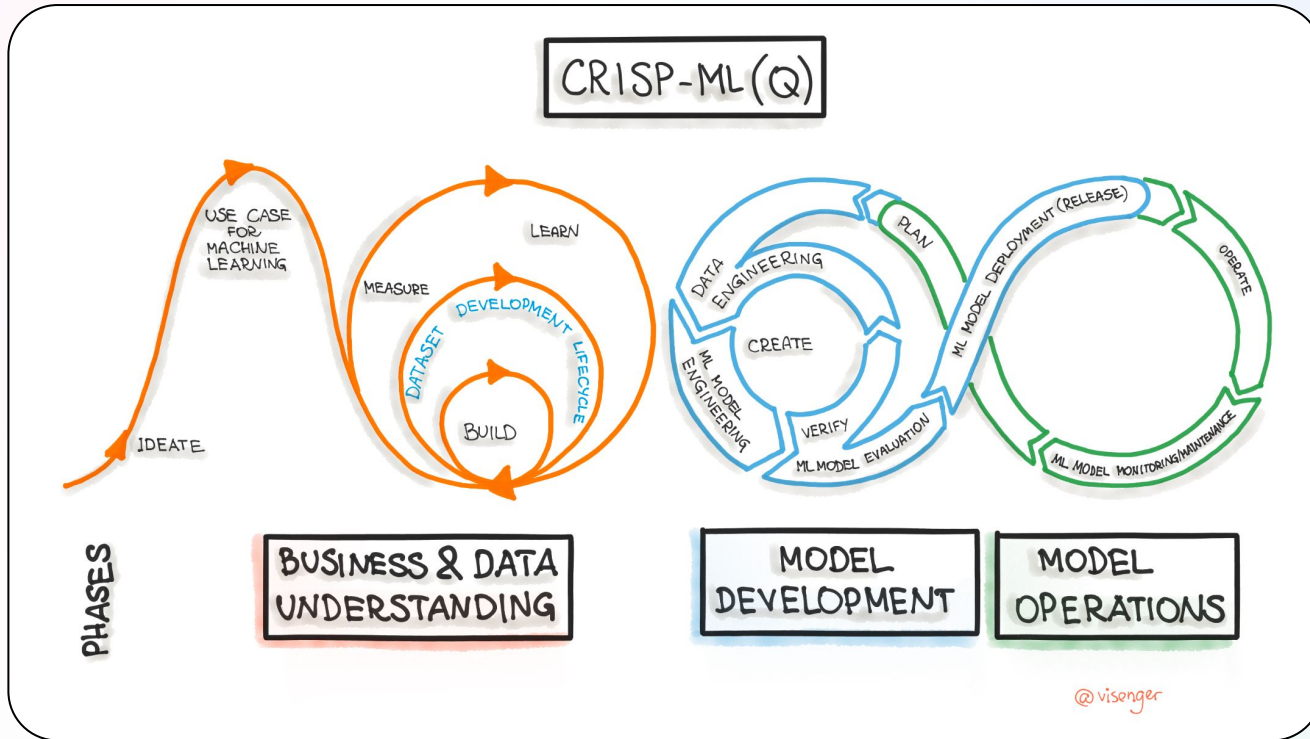 CRISP-ML(Q)
IDEATE
USE CASE
FOR
MACHINE
LEARNING
MEASURE
LEARN
DATASET DEVELOPMENT LIFECYCLE
BUILD
DATA
ENGINEERING
CREATE
ML MODEL
ENGINEERING
VERIFY
ML MODEL EVALUATION
PLAN
ML MODEL DEPLOYMENT (RELEASE)
OPERATE
ML MODEL MONITORING/MAINTENANCE
PHASES
BUSINESS & DATA
UNDERSTANDING
MODEL
DEVELOPMENT
MODEL
OPERATIONS
@visenger